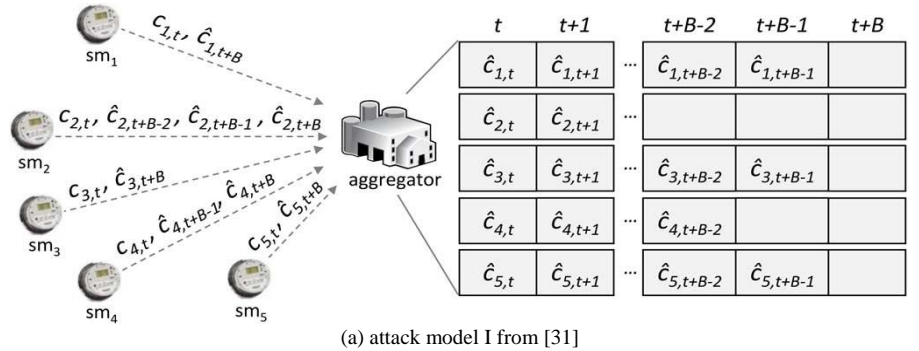 c1,t, ĉ1,t+B
sm1
c2,t, ĉ2,t+B-2, ĉ2,t+B-1, ĉ2,t+B
sm2
c3,t, ĉ3,t+B
sm3
c4,t, ĉ4,t+B-1, ĉ4,t+B
sm4
c5,t, ĉ5,t+B
sm5
aggregator
t t+1 t+B-2 t+B-1 t+B
ĉ1,t ĉ1,t+1 ... ĉ1,t+B-2 ĉ1,t+B-1
ĉ2,t ĉ2,t+1 ...
ĉ3,t ĉ3,t+1 ... ĉ3,t+B-2 ĉ3,t+B-1
ĉ4,t ĉ4,t+1 ... ĉ4,t+B-2
ĉ5,t ĉ5,t+1 ... ĉ5,t+B-2 ĉ5,t+B-1
(a) attack model I from [31]